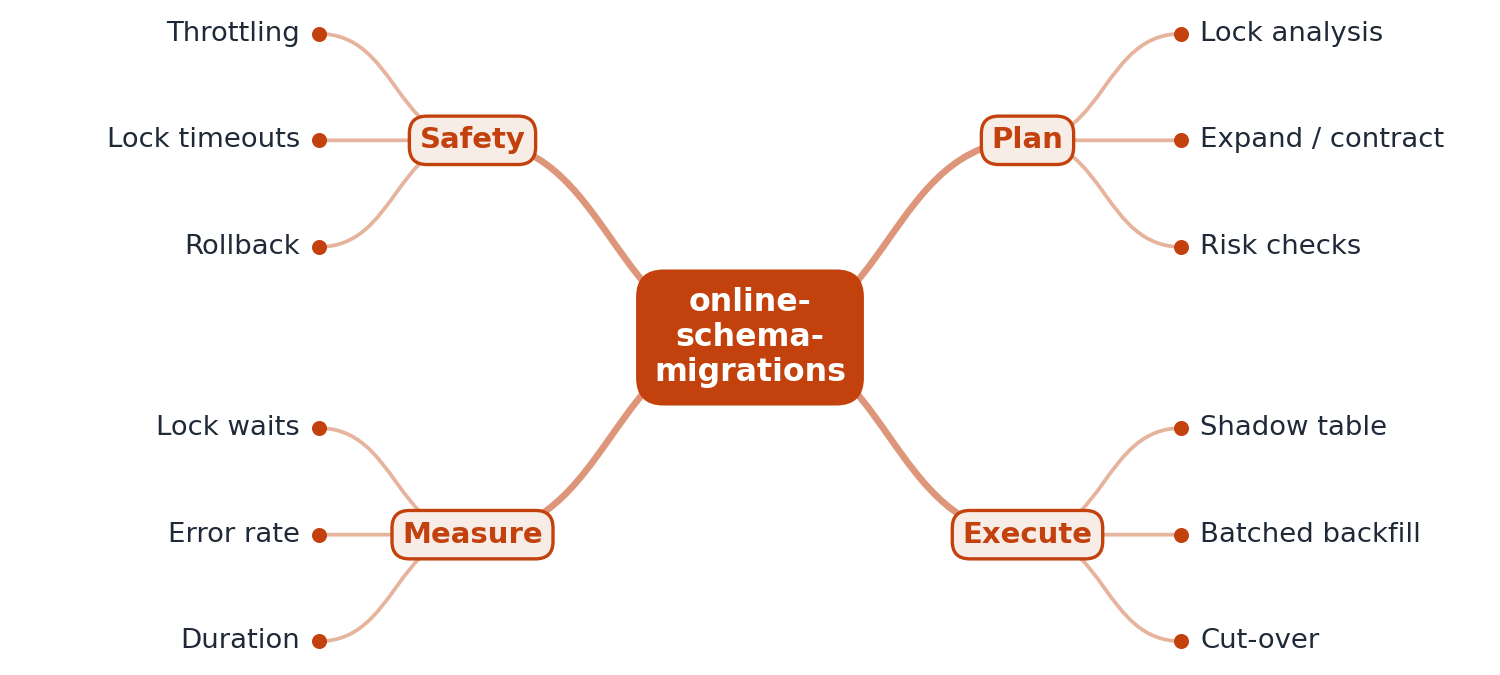 Throttling
Lock timeouts
Rollback
Safety
Lock analysis
Expand / contract
Risk checks
Plan
online-
schema-
migrations
Lock waits
Error rate
Duration
Measure
Shadow table
Batched backfill
Cut-over
Execute